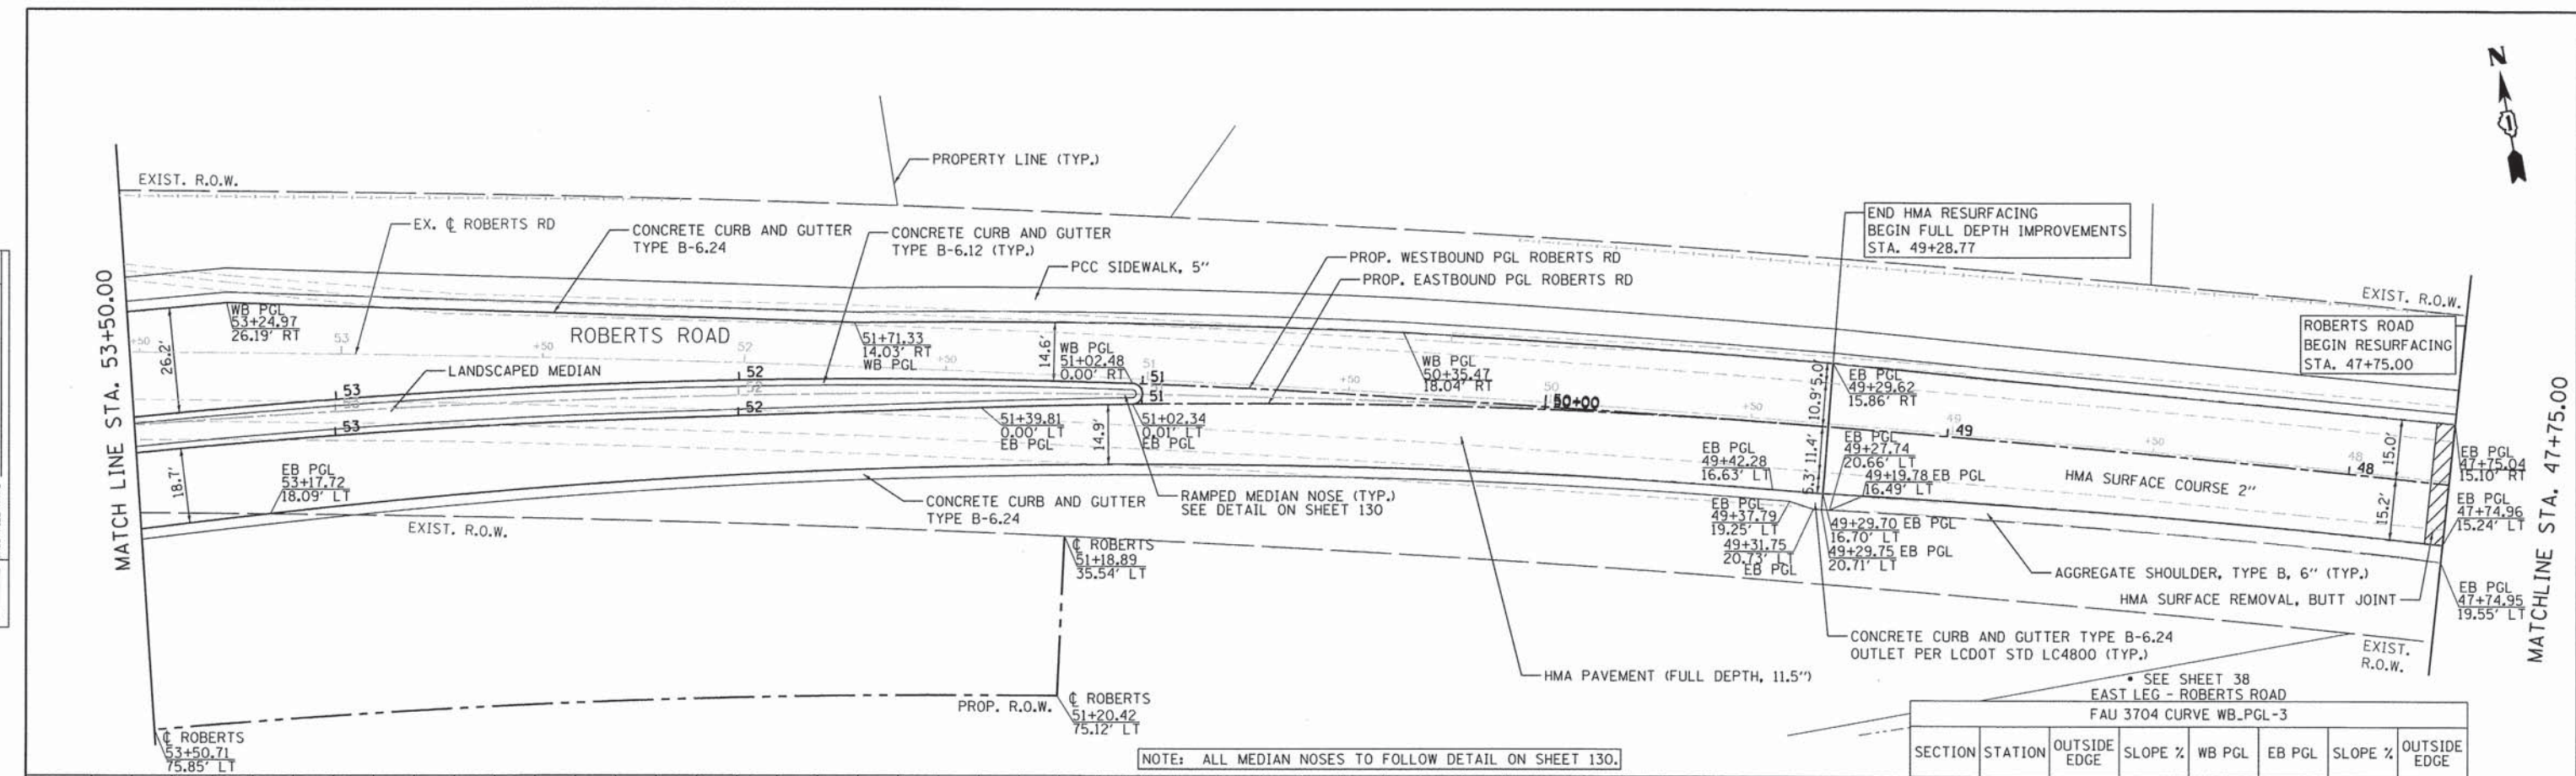 N
EXIST. R.O.W.
PROPERTY LINE (TYP.)
EX. ℄ ROBERTS RD
CONCRETE CURB AND GUTTER
TYPE B-6.24
CONCRETE CURB AND GUTTER
TYPE B-6.12 (TYP.)
PCC SIDEWALK, 5"
PROP. WESTBOUND PGL ROBERTS RD
PROP. EASTBOUND PGL ROBERTS RD
END HMA RESURFACING
BEGIN FULL DEPTH IMPROVEMENTS
STA. 49+28.77
EXIST. R.O.W.
ROBERTS ROAD
BEGIN RESURFACING
STA. 47+75.00
MATCH LINE STA. 53+50.00
MATCHLINE STA. 47+75.00
WB PGL
53+24.97
26.19' RT
26.2'
+50
53
+50
ROBERTS ROAD
52
+50
51+71.33
14.03' RT
WB PGL
14.6'
WB PGL
51+02.48
0.00' RT
51
51
51
+50
WB PGL
50+35.47
18.04' RT
50
50+00
+50
10.9'
5.0'
EB PGL
49+29.62
15.86' RT
49
49
+50
48
48
15.0'
15.2'
EB PGL
47+75.04
15.10' RT
EB PGL
47+74.96
15.24' LT
LANDSCAPED MEDIAN
53
53
53
52
52
52
51+39.81
0.00' LT
EB PGL
14.9'
51+02.34
0.01' LT
EB PGL
18.7'
EB PGL
53+17.72
18.09' LT
EB PGL
49+42.28
16.63' LT
5.3'
11.4'
EB PGL
49+27.74
20.66' LT
49+19.78 EB PGL
16.49' LT
HMA SURFACE COURSE 2"
EB PGL
49+37.79
19.25' LT
49+31.75
20.73' LT
EB PGL
49+29.70 EB PGL
16.70' LT
49+29.75 EB PGL
20.71' LT
EXIST. R.O.W.
CONCRETE CURB AND GUTTER
TYPE B-6.24
RAMPED MEDIAN NOSE (TYP.)
SEE DETAIL ON SHEET 130
℄ ROBERTS
51+18.89
35.54' LT
AGGREGATE SHOULDER, TYPE B, 6" (TYP.)
HMA SURFACE REMOVAL, BUTT JOINT
EB PGL
47+74.95
19.55' LT
CONCRETE CURB AND GUTTER TYPE B-6.24
OUTLET PER LCDOT STD LC4800 (TYP.)
EXIST.
R.O.W.
HMA PAVEMENT (FULL DEPTH, 11.5")
PROP. R.O.W.
℄ ROBERTS
51+20.42
75.12' LT
℄ ROBERTS
53+50.71
75.85' LT
NOTE: ALL MEDIAN NOSES TO FOLLOW DETAIL ON SHEET 130.
• SEE SHEET 38
EAST LEG - ROBERTS ROAD
FAU 3704 CURVE WB_PGL-3
SECTION STATION OUTSIDE EDGE SLOPE % WB PGL EB PGL SLOPE % OUTSIDE EDGE